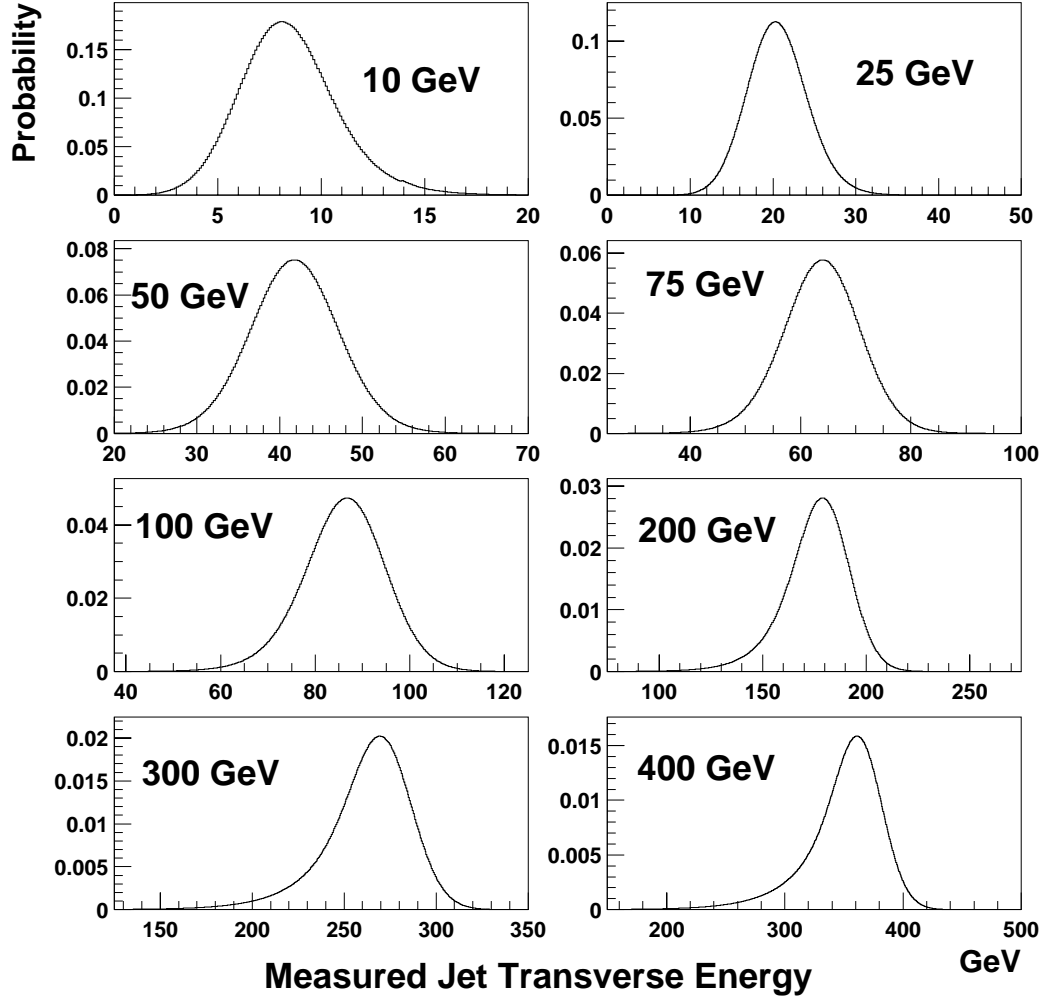 Probability
0.15
0.1
0.05
0
10 GeV
0 5 10 15 20
0.1
0.05
0
25 GeV
0 10 20 30 40 50
0.08
0.06
0.04
0.02
0
50 GeV
20 30 40 50 60 70
0.06
0.04
0.02
0
75 GeV
40 60 80 100
0.04
0.02
0
100 GeV
40 60 80 100 120
0.03
0.02
0.01
0
200 GeV
100 150 200 250
0.02
0.015
0.01
0.005
0
300 GeV
150 200 250 300 350
0.015
0.01
0.005
0
400 GeV
200 300 400 500
Measured Jet Transverse Energy
GeV